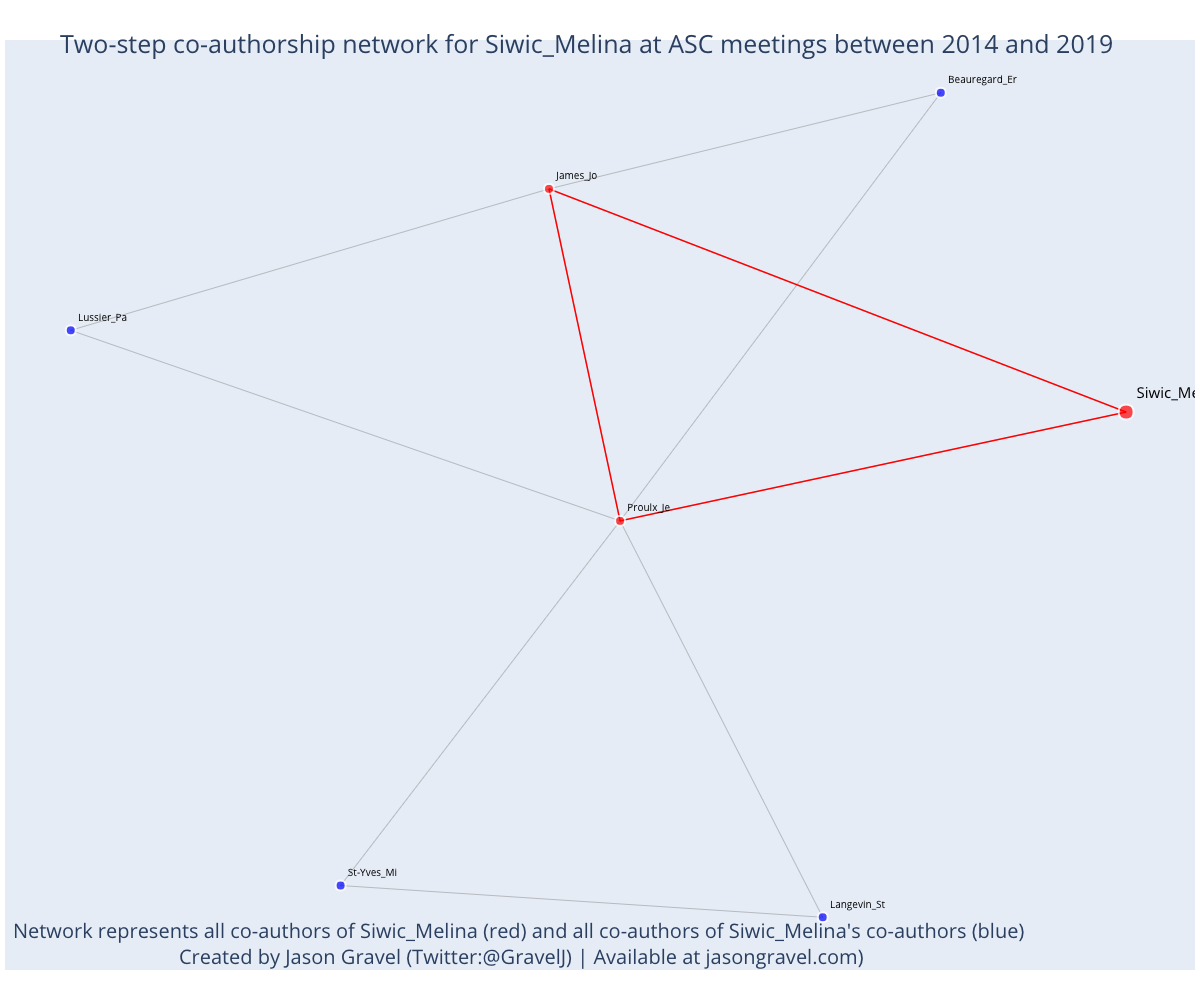 Two-step co-authorship network for Siwic_Melina at ASC meetings between 2014 and 2019
Beauregard_Er
James_Jo
Lussier_Pa
Siwic_Me
Proulx_Je
St-Yves_Mi
Langevin_St
Network represents all co-authors of Siwic_Melina (red) and all co-authors of Siwic_Melina's co-authors (blue)
Created by Jason Gravel (Twitter:@GravelJ) | Available at jasongravel.com)